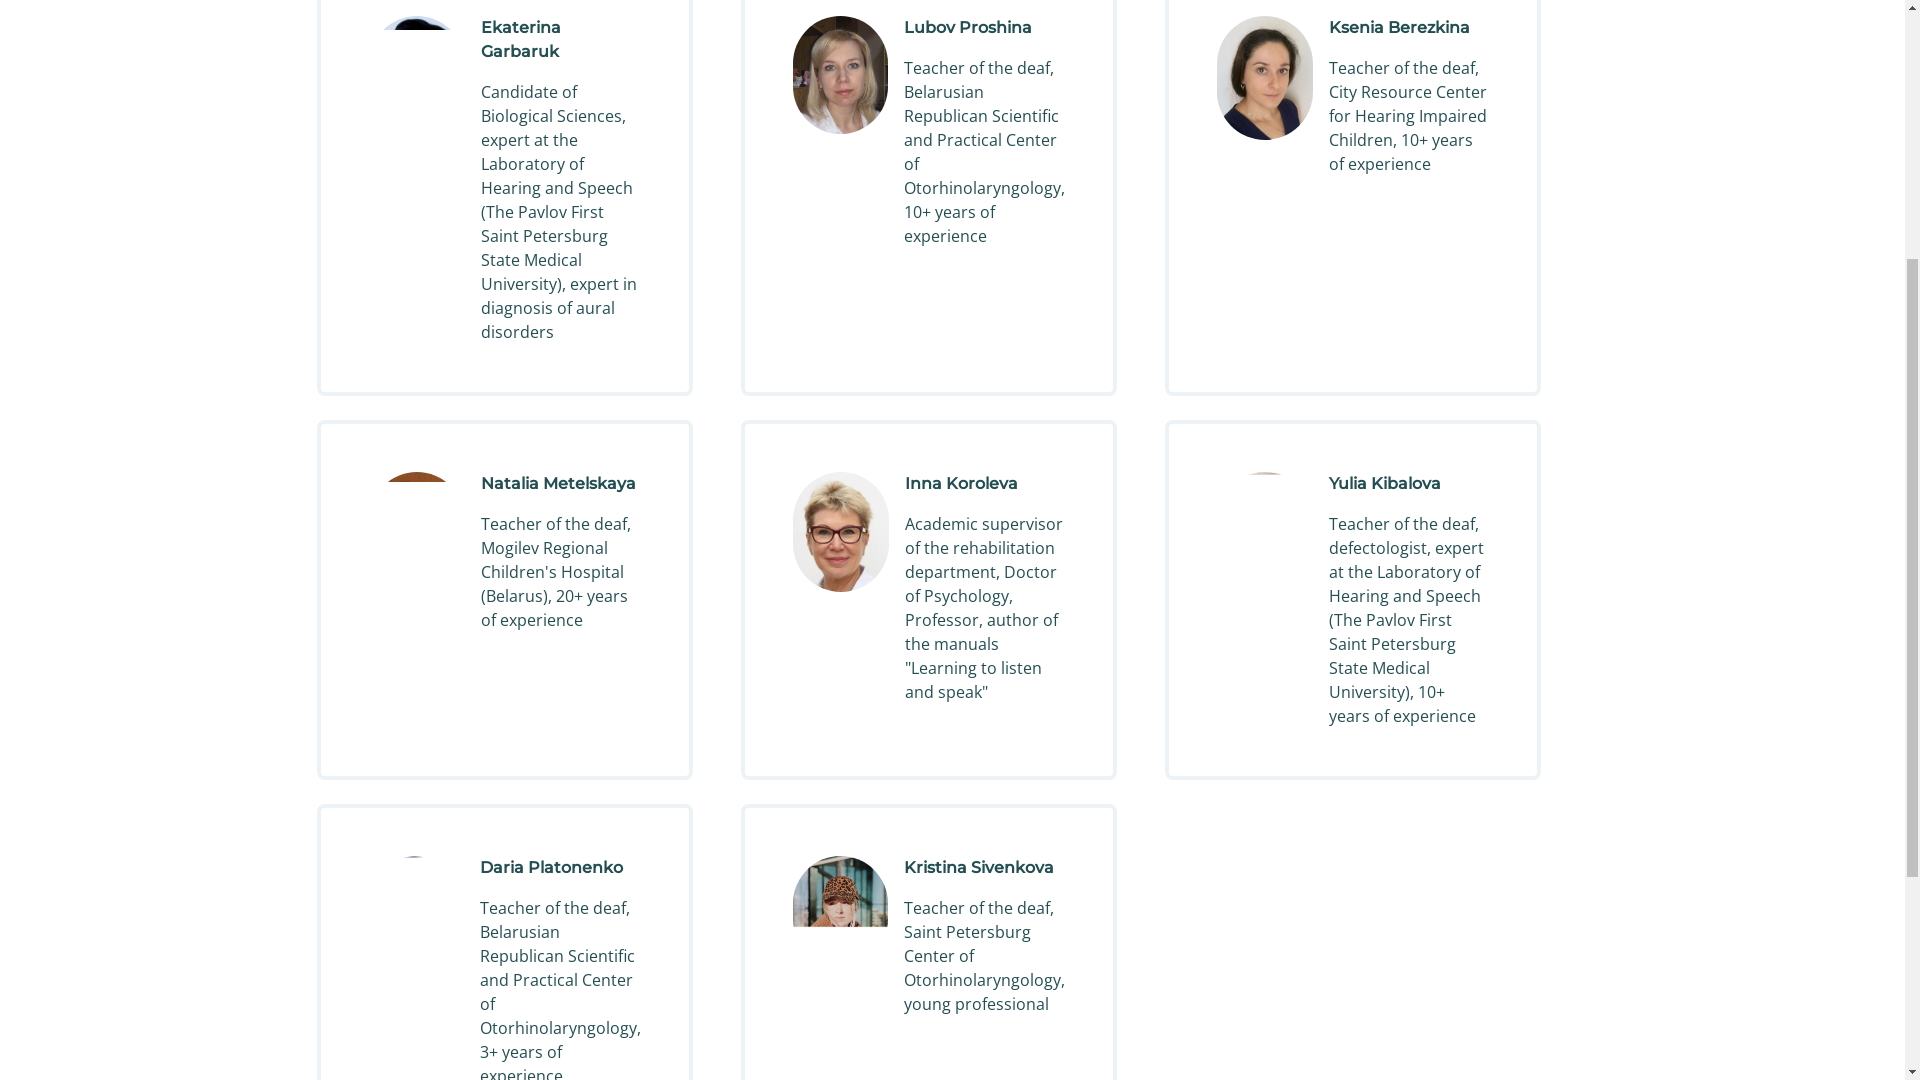 Ekaterina
Garbaruk
Candidate of
Biological Sciences,
expert at the
Laboratory of
Hearing and Speech
(The Pavlov First
Saint Petersburg
State Medical
University), expert in
diagnosis of aural
disorders
Lubov Proshina
Teacher of the deaf,
Belarusian
Republican Scientific
and Practical Center
of
Otorhinolaryngology,
10+ years of
experience
Ksenia Berezkina
Teacher of the deaf,
City Resource Center
for Hearing Impaired
Children, 10+ years
of experience
Natalia Metelskaya
Teacher of the deaf,
Mogilev Regional
Children's Hospital
(Belarus), 20+ years
of experience
Inna Koroleva
Academic supervisor
of the rehabilitation
department, Doctor
of Psychology,
Professor, author of
the manuals
"Learning to listen
and speak"
Yulia Kibalova
Teacher of the deaf,
defectologist, expert
at the Laboratory of
Hearing and Speech
(The Pavlov First
Saint Petersburg
State Medical
University), 10+
years of experience
Daria Platonenko
Teacher of the deaf,
Belarusian
Republican Scientific
and Practical Center
of
Otorhinolaryngology,
3+ years of
experience
Kristina Sivenkova
Teacher of the deaf,
Saint Petersburg
Center of
Otorhinolaryngology,
young professional